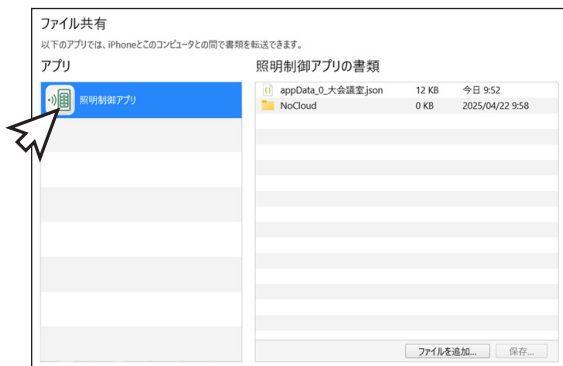 ファイル共有
以下のアプリでは、iPhoneとこのコンピュータとの間で書類を転送できます。
アプリ
照明制御アプリの書類
照明制御アプリ
appData_0_大会議室.json 12 KB 今日 9:52
NoCloud 0 KB 2025/04/22 9:58
ファイルを追加... 保存...